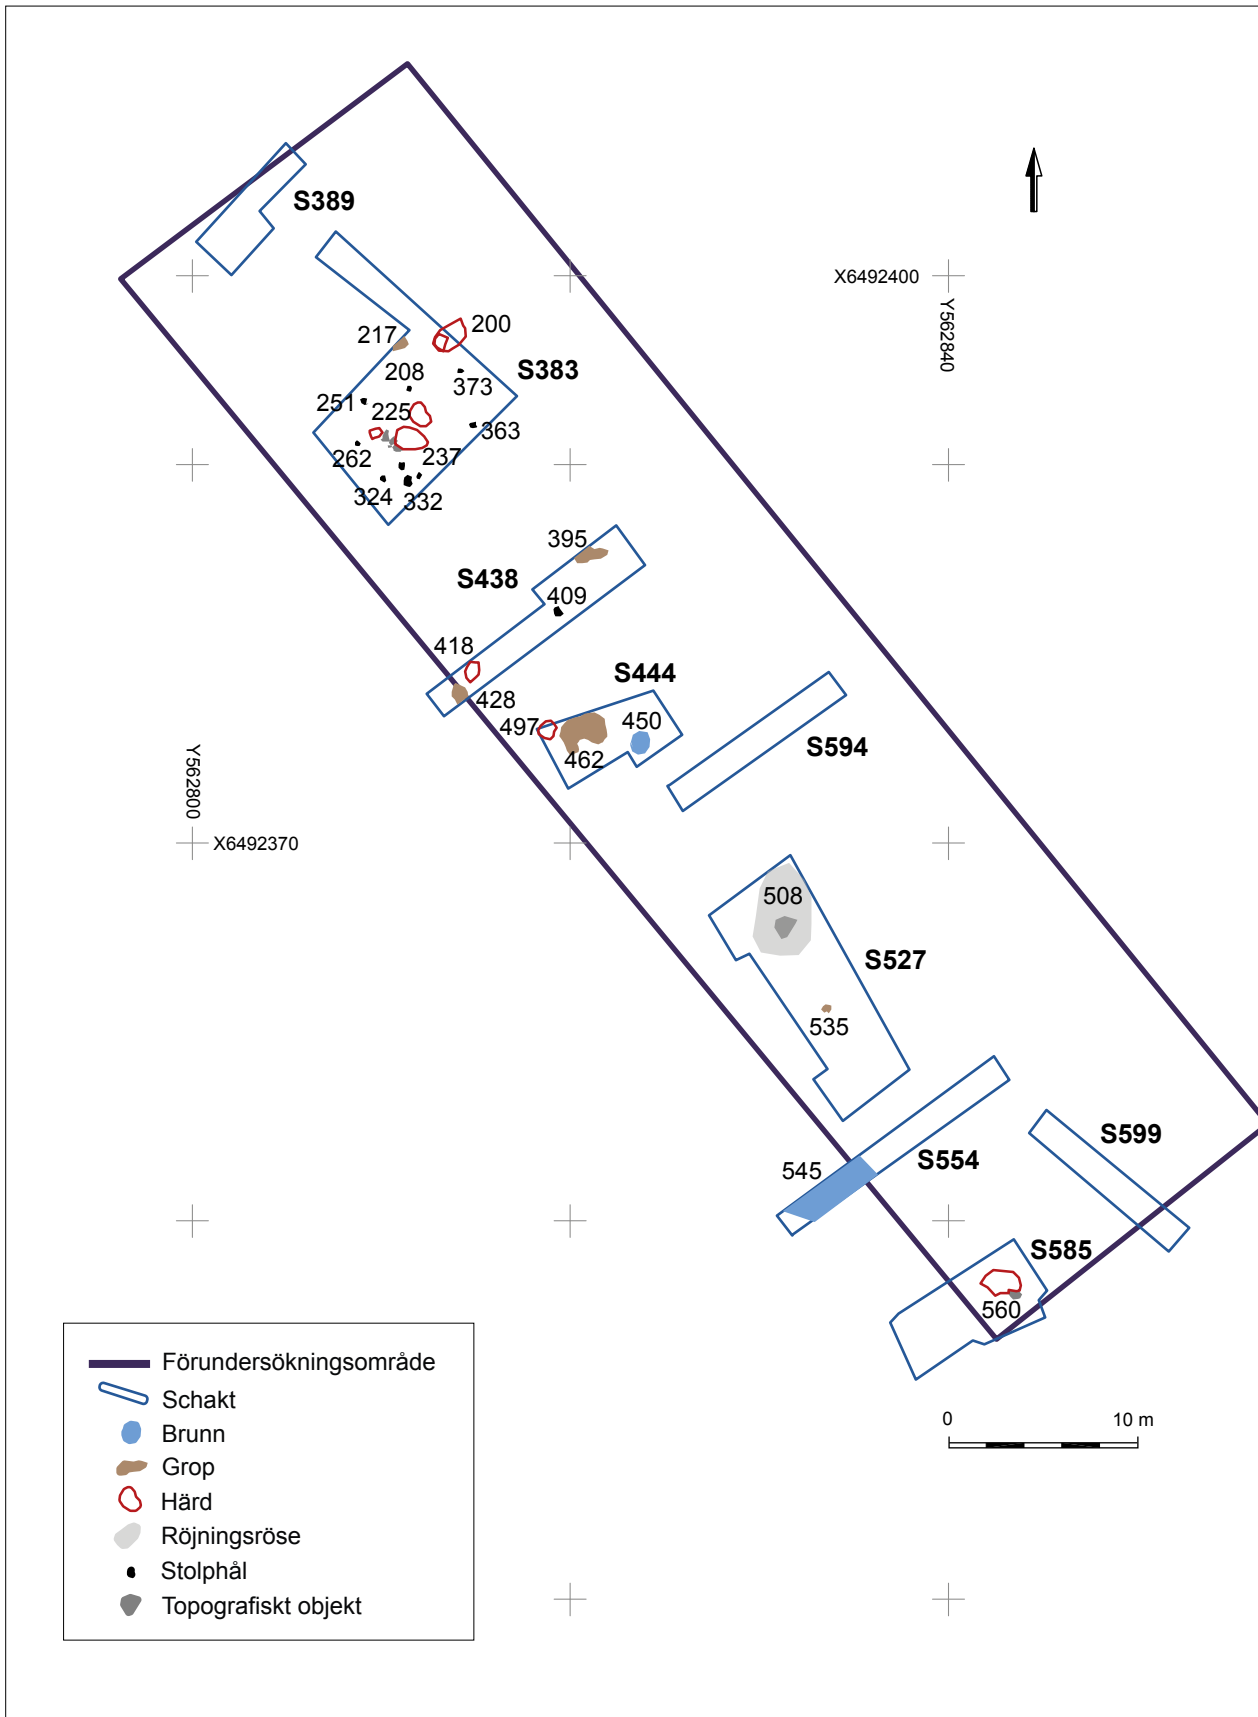 S389
X6492400
Y562840
200
217
S383
208
373
251
225
363
262
237
324
332
395
S438
409
418
S444
428
497
450
S594
462
Y562800
X6492370
508
S527
535
S599
S554
545
S585
560
Förundersökningsområde
Schakt
Brunn
Grop
Härd
Röjningsröse
Stolphål
Topografiskt objekt
0 10 m